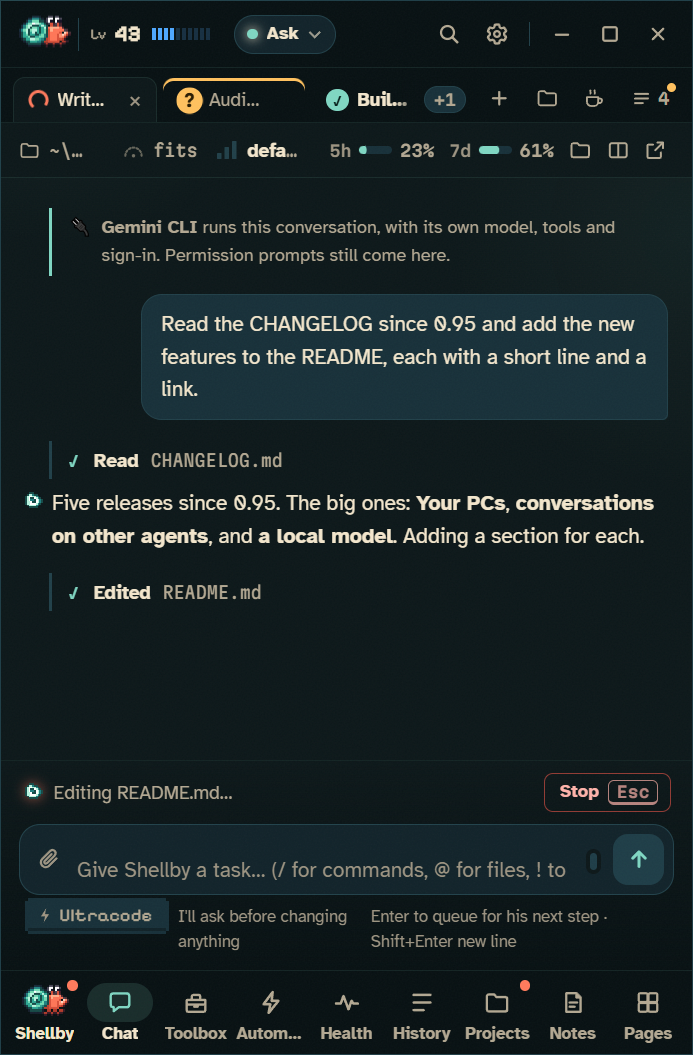 Lv 43 Ask
Writ... Audi... Buil... +1 4
~\... fits defa... 5h 23% 7d 61%
Gemini CLI runs this conversation, with its own model, tools and
sign-in. Permission prompts still come here.
Read the CHANGELOG since 0.95 and add the new
features to the README, each with a short line and a
link.
Read CHANGELOG.md
Five releases since 0.95. The big ones: Your PCs, conversations
on other agents, and a local model. Adding a section for each.
Edited README.md
Editing README.md...
Stop Esc
Give Shellby a task... (/ for commands, @ for files, ! to
Ultracode
I'll ask before changing
anything
Enter to queue for his next step ·
Shift+Enter new line
Shellby Chat Toolbox Autom... Health History Projects Notes Pages